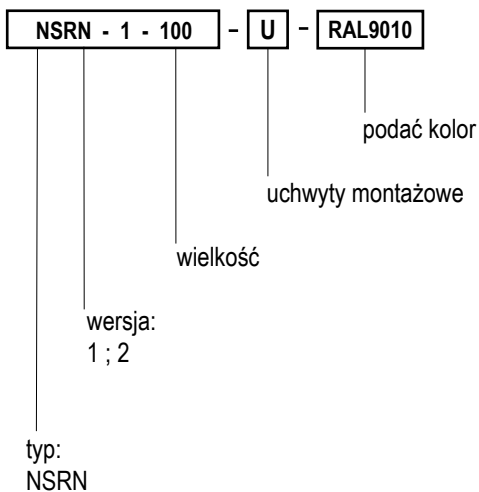 NSRN - 1 - 100 - U - RAL9010
podać kolor
uchwyty montażowe
wielkość
wersja:
1 ; 2
typ:
NSRN